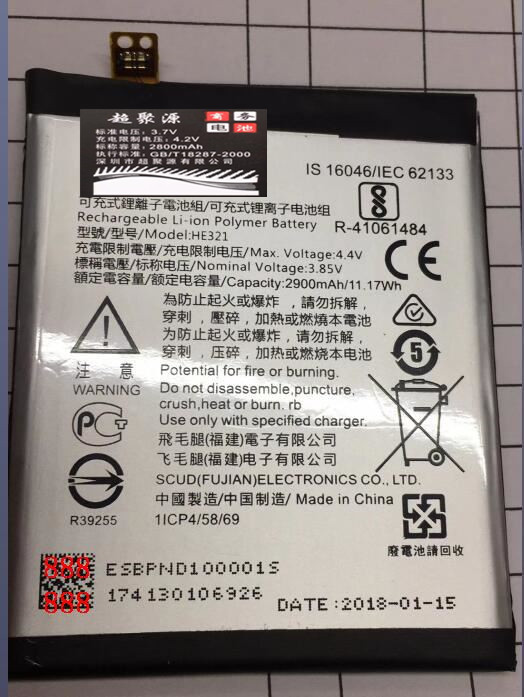 超聚源
商务
电池
标准电压：3.7V
充电限制电压：4.2V
标称容量：2800mAh
执行标准：GB/T18287-2000
深圳市超聚源电池有限公司
IS 16046/IEC 62133
R-41061484
可充式鋰離子電池組/可充式锂离子电池组
Rechargeable Li-ion Polymer Battery
型號/型号/Model:HE321
充電限制電壓/充电限制电压/Max. Voltage:4.4V
標稱電壓/标称电压/Nominal Voltage:3.85V
額定電容量/额定电容量/Capacity:2900mAh/11.17Wh
CE
為防止起火或爆炸，請勿拆解，
穿刺，壓碎，加熱或燃燒本電池
为防止起火或爆炸，请勿拆解，
穿刺，压碎，加热或燃烧本电池
5
注 意
WARNING
Potential for fire or burning.
Do not disassemble,puncture,
crush,heat or burn. rb
Use only with specified charger.
飛毛腿(福建)電子有限公司
飞毛腿(福建)电子有限公司
SCUD(FUJIAN)ELECTRONICS CO., LTD.
中國製造/中国制造/ Made in China
R39255
1ICP4/58/69
廢電池請回收
888
888
ESBPND100001S
174130106926
DATE:2018-01-15